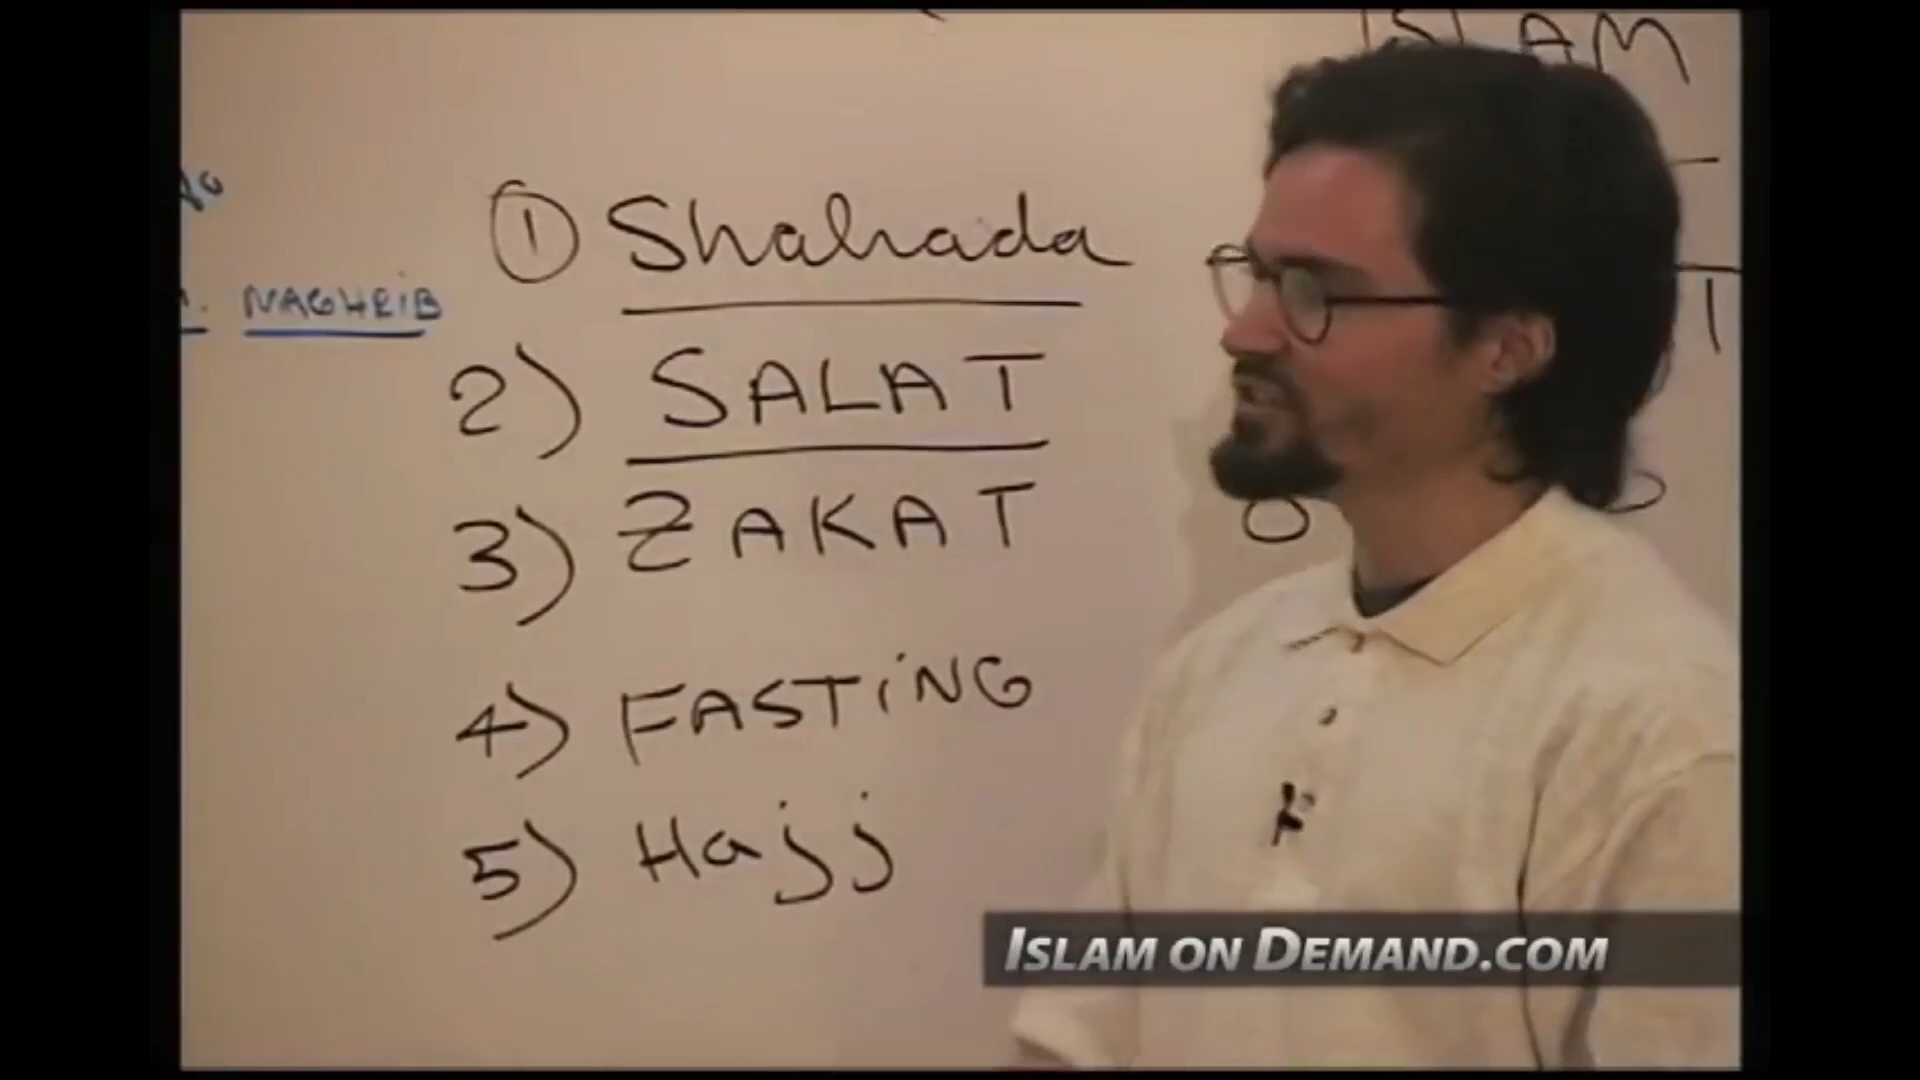 ISLAM
① Shahada
NAGHRIB
2) SALAT
3) ZAKAT
4) FASTiNG
5) Hajj
ISLAM ON DEMAND.COM